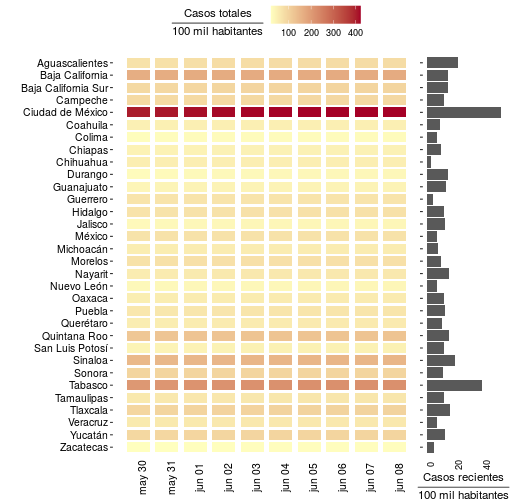 Casos totales
100 mil habitantes
100 200 300 400
Aguascalientes
Baja California
Baja California Sur
Campeche
Ciudad de México
Coahuila
Colima
Chiapas
Chihuahua
Durango
Guanajuato
Guerrero
Hidalgo
Jalisco
México
Michoacán
Morelos
Nayarit
Nuevo León
Oaxaca
Puebla
Querétaro
Quintana Roo
San Luis Potosí
Sinaloa
Sonora
Tabasco
Tamaulipas
Tlaxcala
Veracruz
Yucatán
Zacatecas
may 30
may 31
jun 01
jun 02
jun 03
jun 04
jun 05
jun 06
jun 07
jun 08
0
20
40
Casos recientes
100 mil habitantes